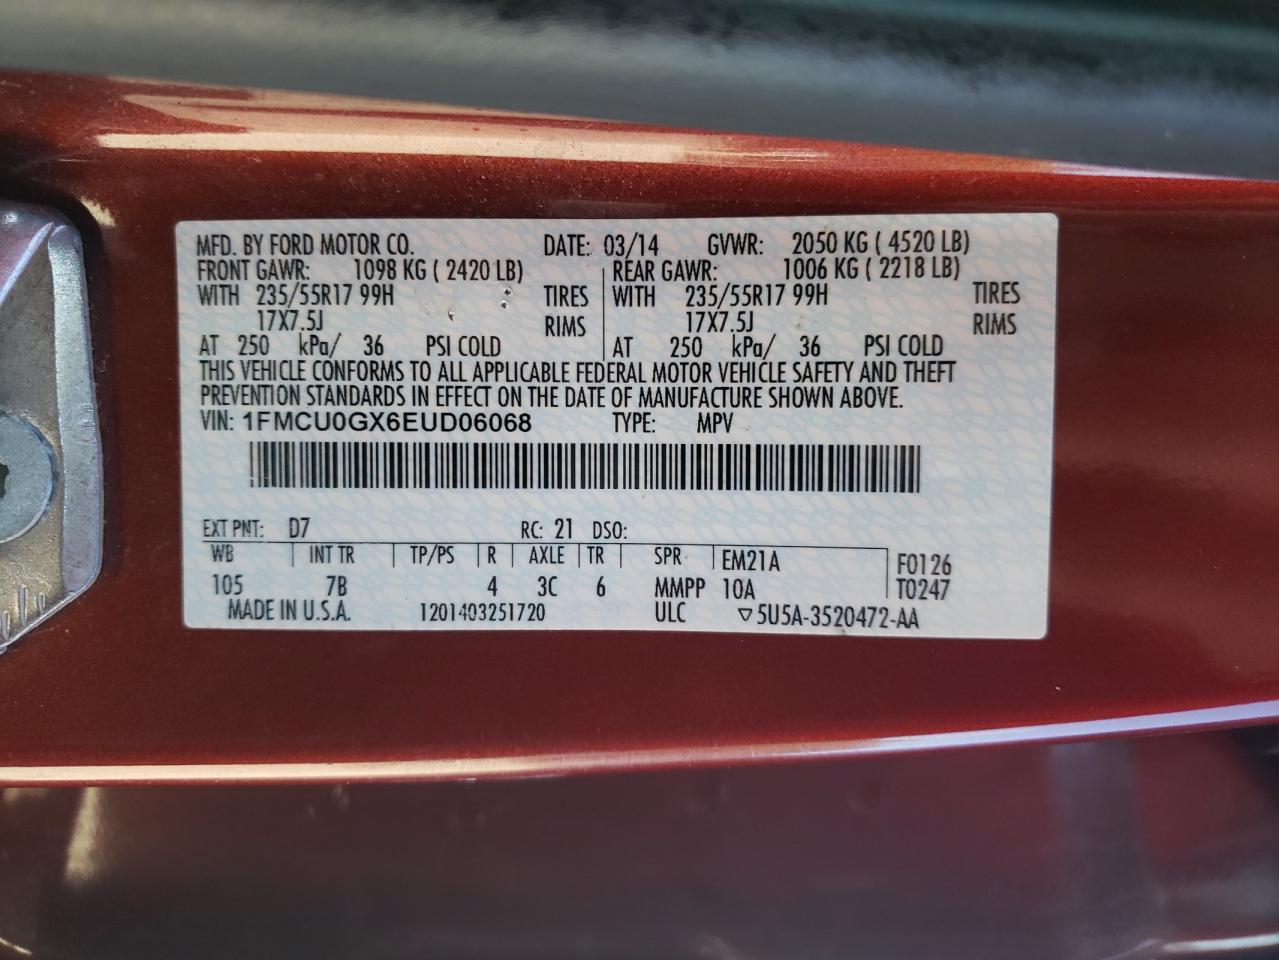 MFD. BY FORD MOTOR CO. DATE: 03/14 GVWR: 2050 KG ( 4520 LB)
FRONT GAWR: 1098 KG ( 2420 LB) REAR GAWR: 1006 KG ( 2218 LB)
WITH 235/55R17 99H TIRES WITH 235/55R17 99H TIRES
17X7.5J RIMS 17X7.5J RIMS
AT 250 kPa/ 36 PSI COLD AT 250 kPa/ 36 PSI COLD
THIS VEHICLE CONFORMS TO ALL APPLICABLE FEDERAL MOTOR VEHICLE SAFETY AND THEFT
PREVENTION STANDARDS IN EFFECT ON THE DATE OF MANUFACTURE SHOWN ABOVE.
VIN: 1FMCU0GX6EUD06068 TYPE: MPV
EXT PNT: D7 RC: 21 DSO:
WB INT TR TP/PS R AXLE TR SPR EM21A F0126
105 7B 4 3C 6 MMPP 10A T0247
MADE IN U.S.A. 1201403251720 ULC ▽5U5A-3520472-AA